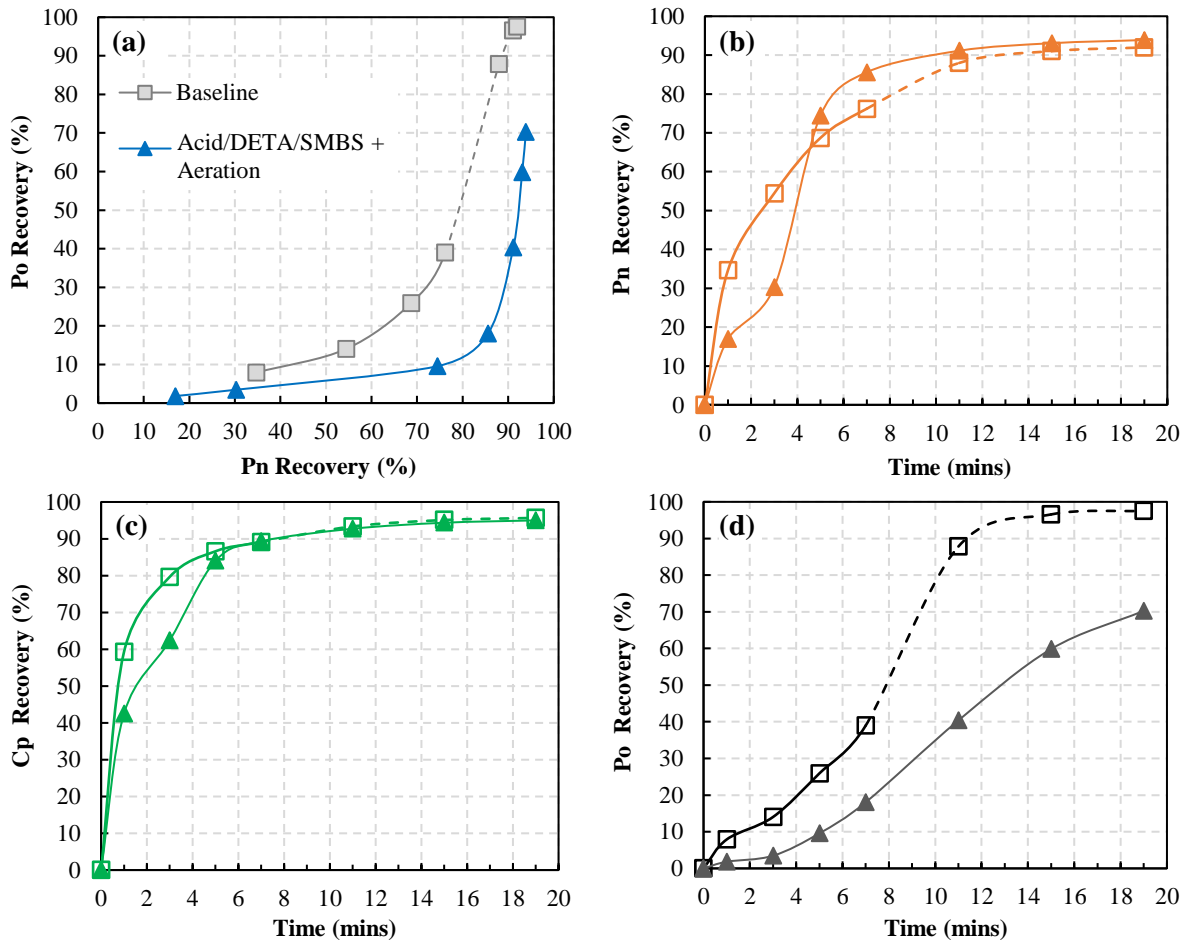 (a)
100
90
80
70
60
50
40
30
20
10
0
Po Recovery (%)
Baseline
Acid/DETA/SMBS +
Aeration
0 10 20 30 40 50 60 70 80 90 100
Pn Recovery (%)
(b)
100
90
80
70
60
50
40
30
20
10
0
Pn Recovery (%)
0 2 4 6 8 10 12 14 16 18 20
Time (mins)
(c)
100
90
80
70
60
50
40
30
20
10
0
Cp Recovery (%)
0 2 4 6 8 10 12 14 16 18 20
Time (mins)
(d)
100
90
80
70
60
50
40
30
20
10
0
Po Recovery (%)
0 2 4 6 8 10 12 14 16 18 20
Time (mins)